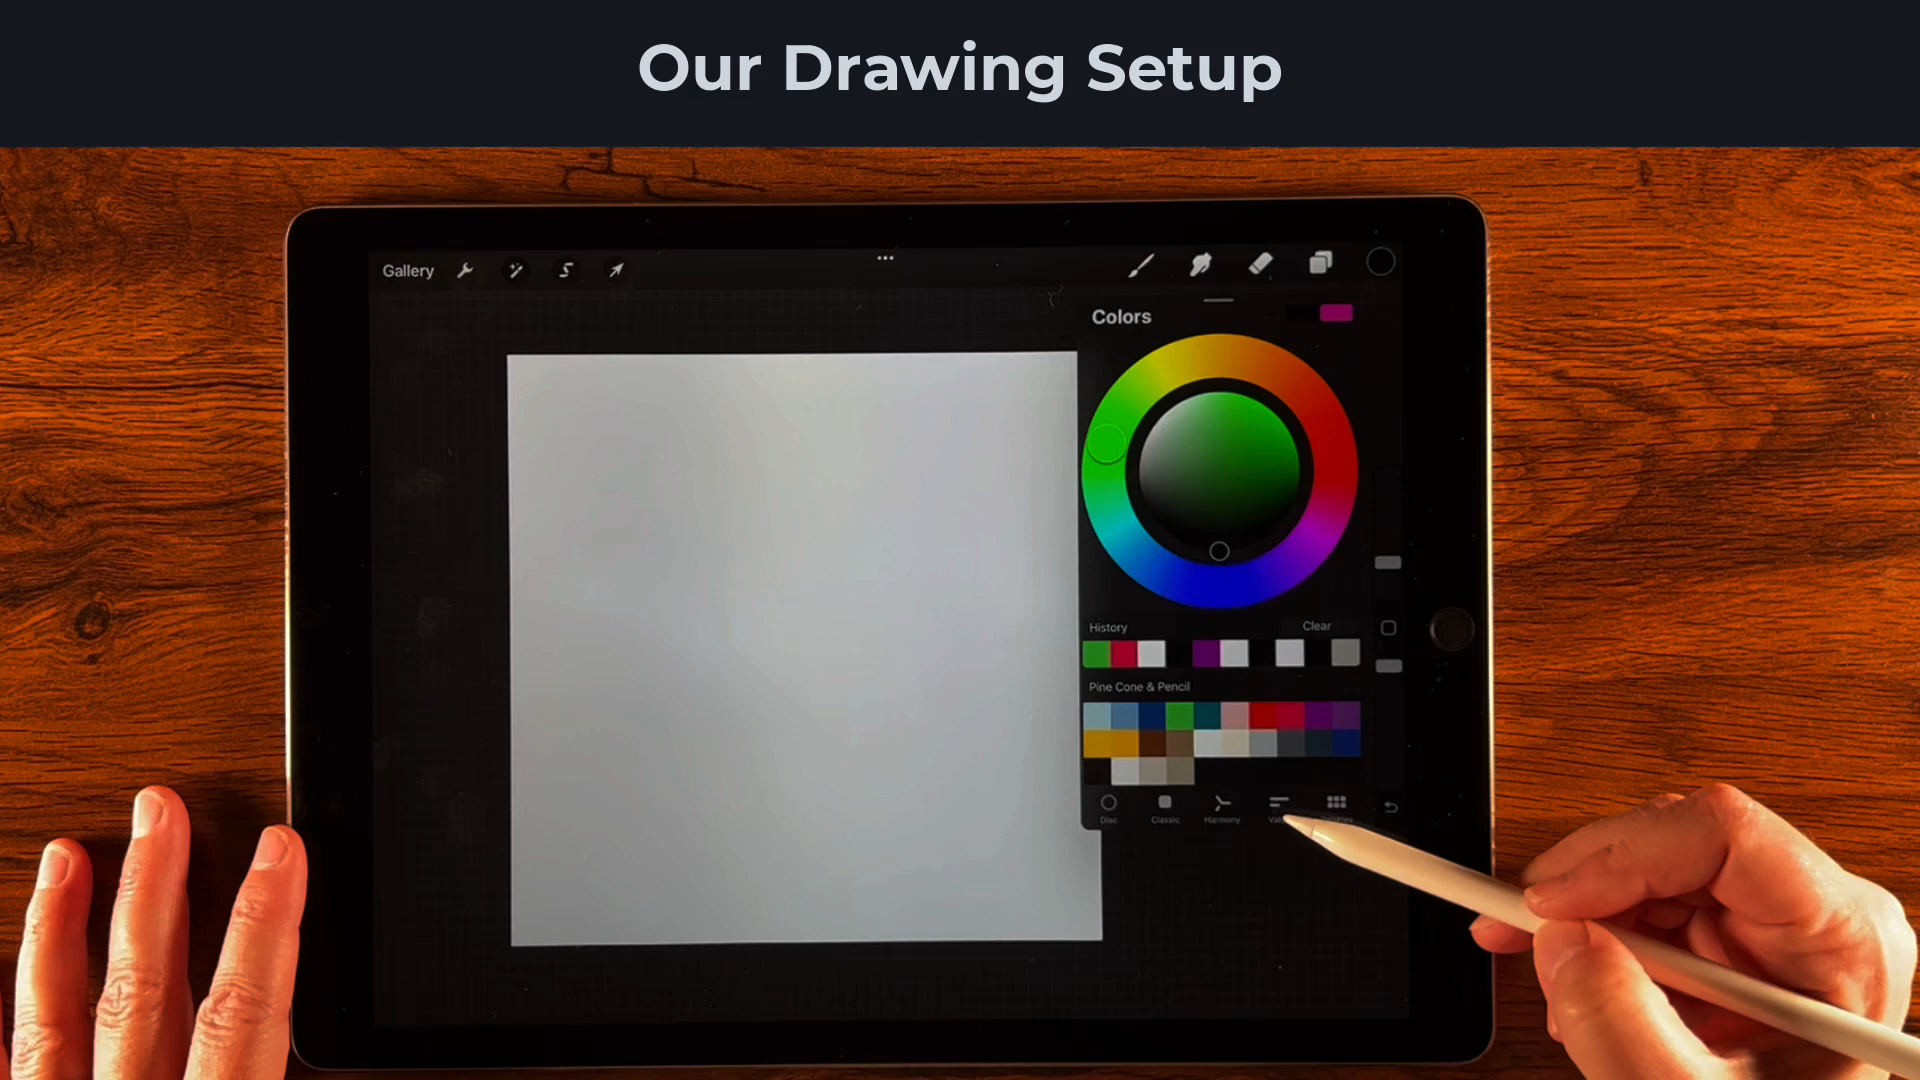 Our Drawing Setup
Gallery
Colors
History
Clear
Pine Cone & Pencil
Disc
Classic
Harmony